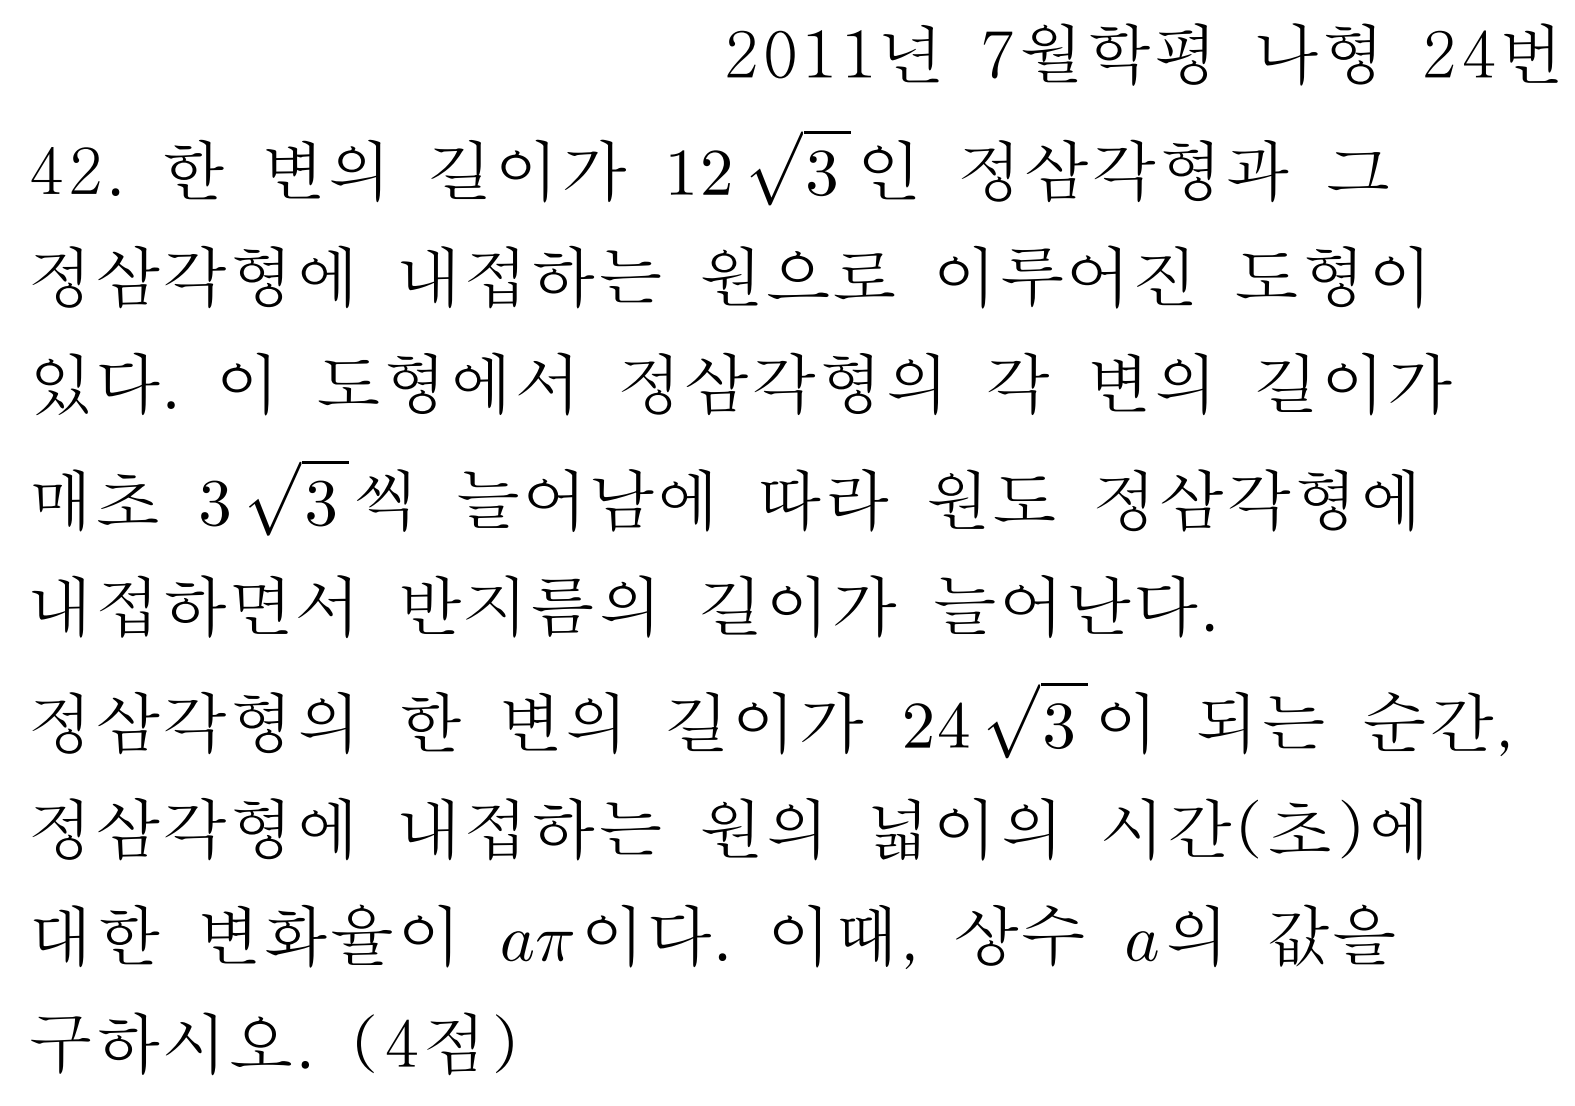 2011년 7월학평 나형 24번
42. 한 변의 길이가 12√3인 정삼각형과 그
정삼각형에 내접하는 원으로 이루어진 도형이
있다. 이 도형에서 정삼각형의 각 변의 길이가
매초 3√3씩 늘어남에 따라 원도 정삼각형에
내접하면서 반지름의 길이가 늘어난다.
정삼각형의 한 변의 길이가 24√3이 되는 순간,
정삼각형에 내접하는 원의 넓이의 시간(초)에
대한 변화율이 aπ이다. 이때, 상수 a의 값을
구하시오. (4점)